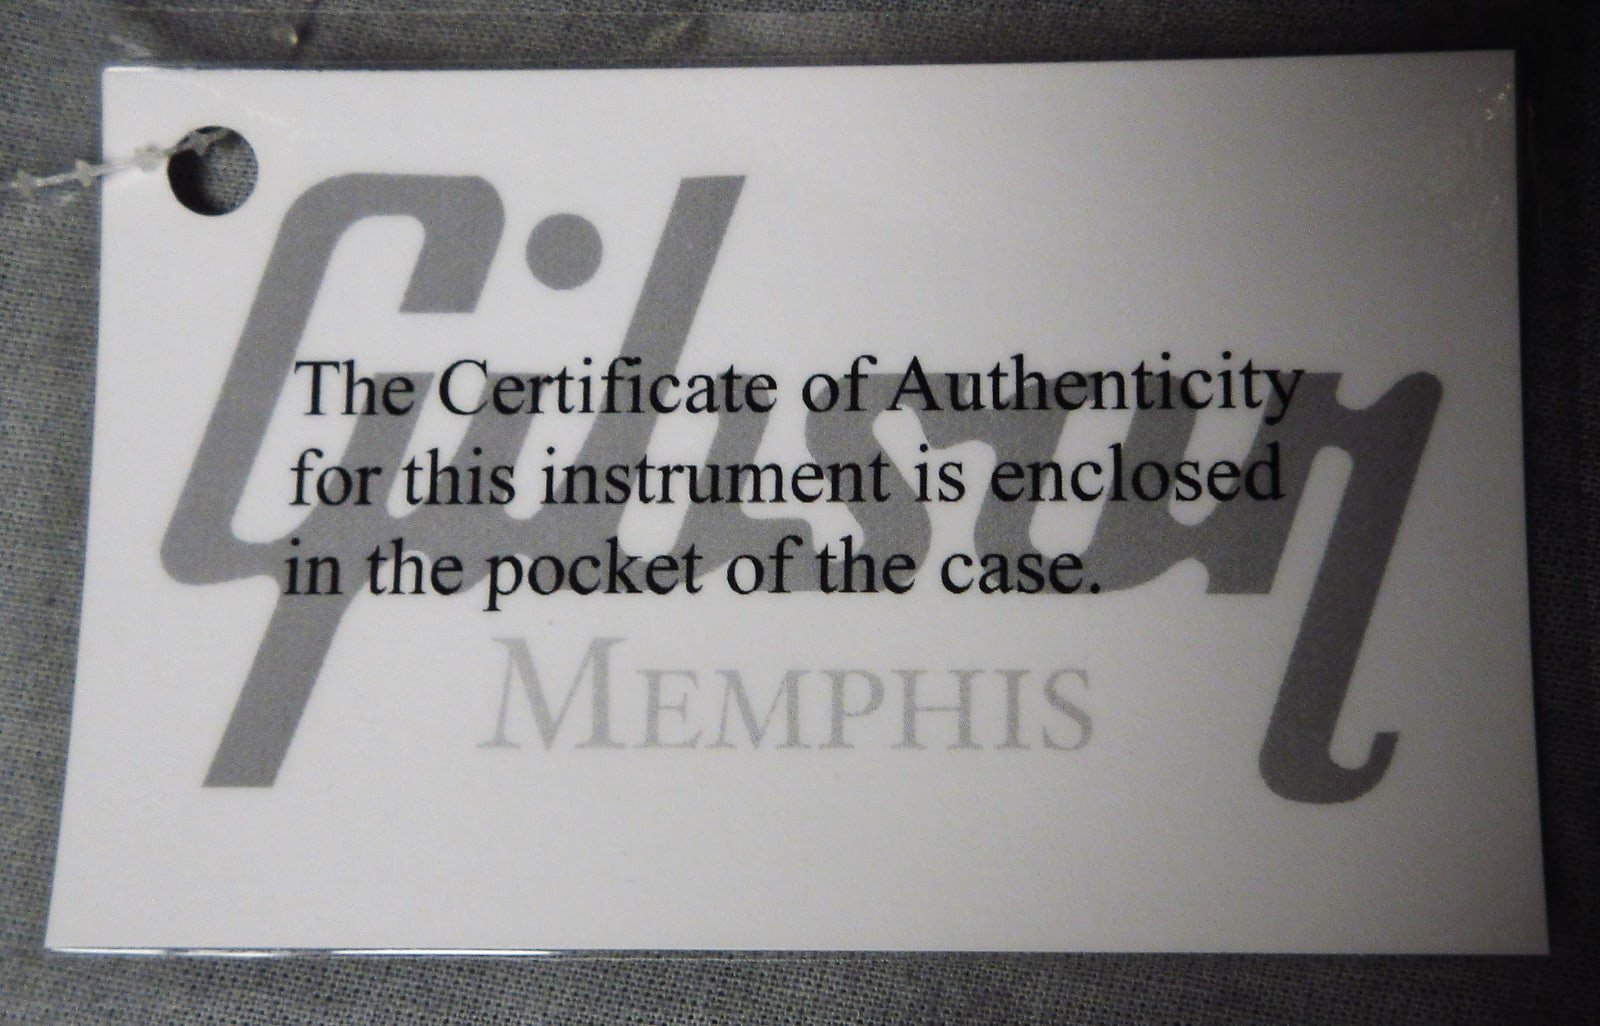 Gibson
The Certificate of Authenticity
for this instrument is enclosed
in the pocket of the case.
MEMPHIS